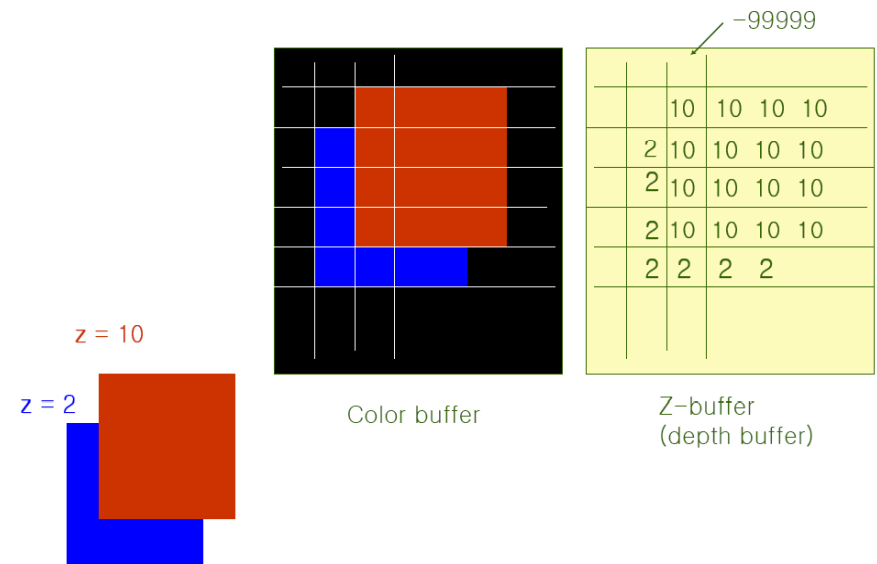 -99999
10 10 10 10
2 10 10 10 10
2 10 10 10 10
2 10 10 10 10
2 2 2 2
z = 10
z = 2
Color buffer
Z-buffer
(depth buffer)